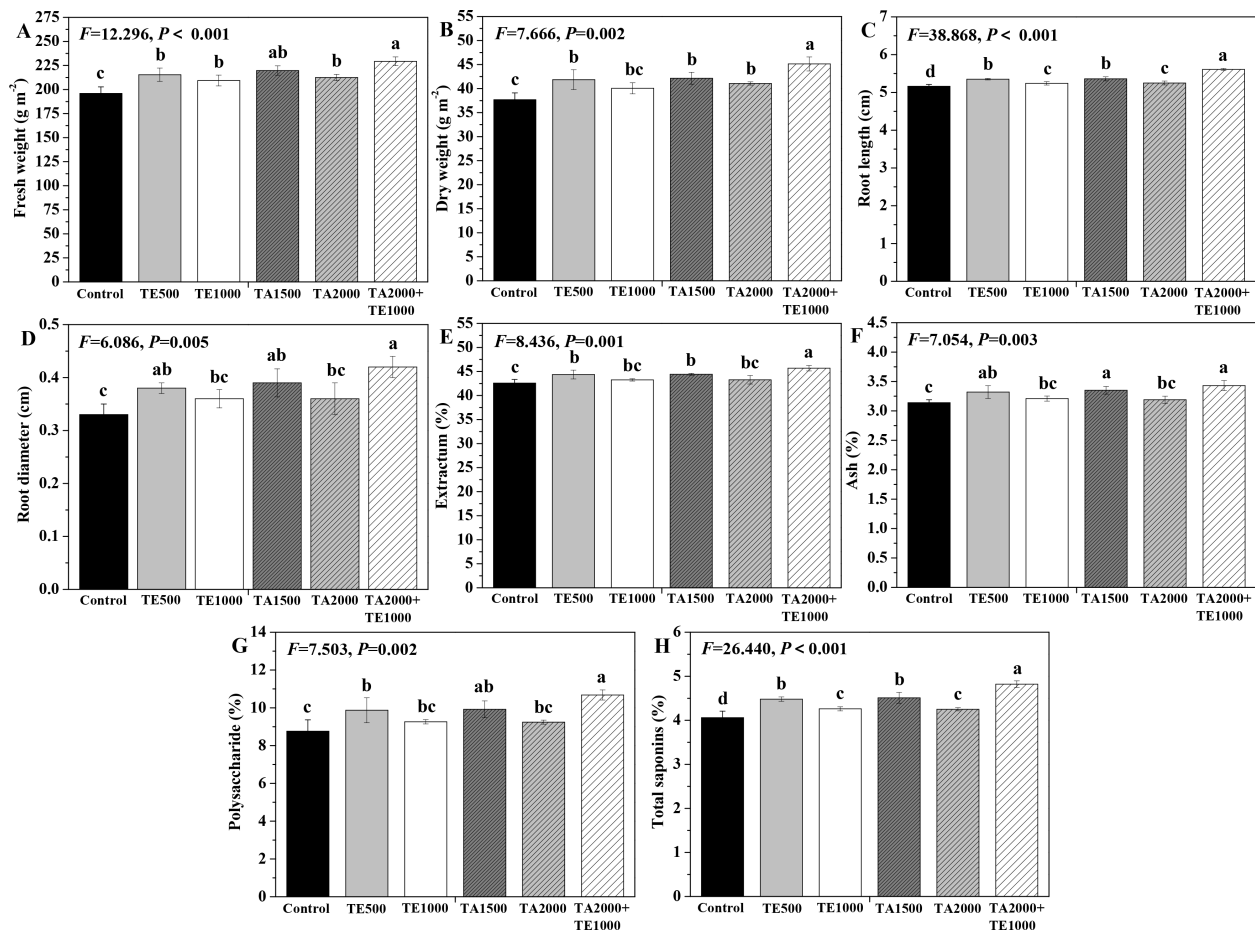 A
F=12.296, P < 0.001
Fresh weight (g m-2)
275
250
225
200
175
150
125
100
75
50
25
0
c
b
b
ab
b
a
Control
TE500
TE1000
TA1500
TA2000
TA2000+
TE1000
B
F=7.666, P=0.002
Dry weight (g m-2)
55
50
45
40
35
30
25
20
15
10
5
0
c
b
bc
b
b
a
Control
TE500
TE1000
TA1500
TA2000
TA2000+
TE1000
C
F=38.868, P < 0.001
Root length (cm)
7
6
5
4
3
2
1
0
d
b
c
b
c
a
Control
TE500
TE1000
TA1500
TA2000
TA2000+
TE1000
D
F=6.086, P=0.005
Root diameter (cm)
0.5
0.4
0.3
0.2
0.1
0.0
c
ab
bc
ab
bc
a
Control
TE500
TE1000
TA1500
TA2000
TA2000+
TE1000
E
F=8.436, P=0.001
Extractum (%)
55
50
45
40
35
30
25
20
15
10
5
0
c
b
bc
b
bc
a
Control
TE500
TE1000
TA1500
TA2000
TA2000+
TE1000
F
F=7.054, P=0.003
Ash (%)
4.5
4.0
3.5
3.0
2.5
2.0
1.5
1.0
0.5
0.0
c
ab
bc
a
bc
a
Control
TE500
TE1000
TA1500
TA2000
TA2000+
TE1000
G
F=7.503, P=0.002
Polysaccharide (%)
14
12
10
8
6
4
2
0
c
b
bc
ab
bc
a
Control
TE500
TE1000
TA1500
TA2000
TA2000+
TE1000
H
F=26.440, P < 0.001
Total saponins (%)
6
5
4
3
2
1
0
d
b
c
b
c
a
Control
TE500
TE1000
TA1500
TA2000
TA2000+
TE1000